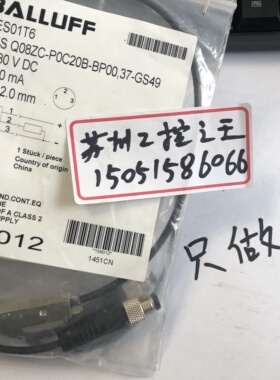 BALLUFF
ES01T6
S Q08ZC-P0C20B-BP00,37-GS49
30 V DC
0 mA
2.0 mm
1 Stück / piece
Country of origin
China
ND.CONT.EQ
OF A CLASS 2
012
1451CN
苏州工控之王
15051586066
只做